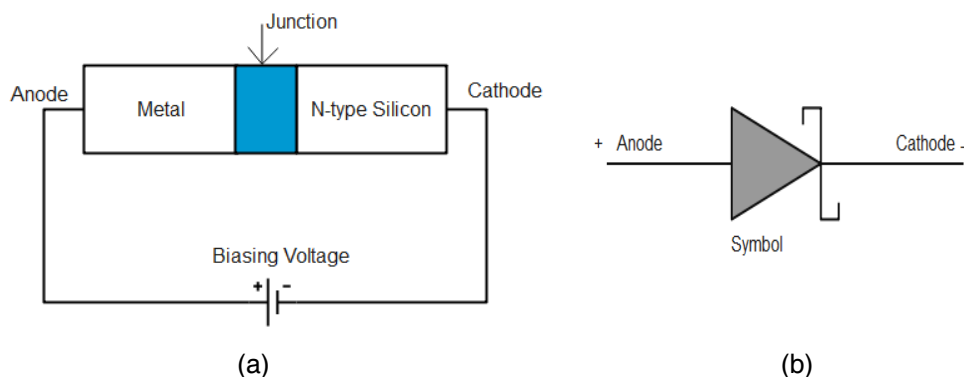 Junction
Anode
Metal
N-type Silicon
Cathode
Biasing Voltage
+ -
(a)
+ Anode
Cathode -
Symbol
(b)